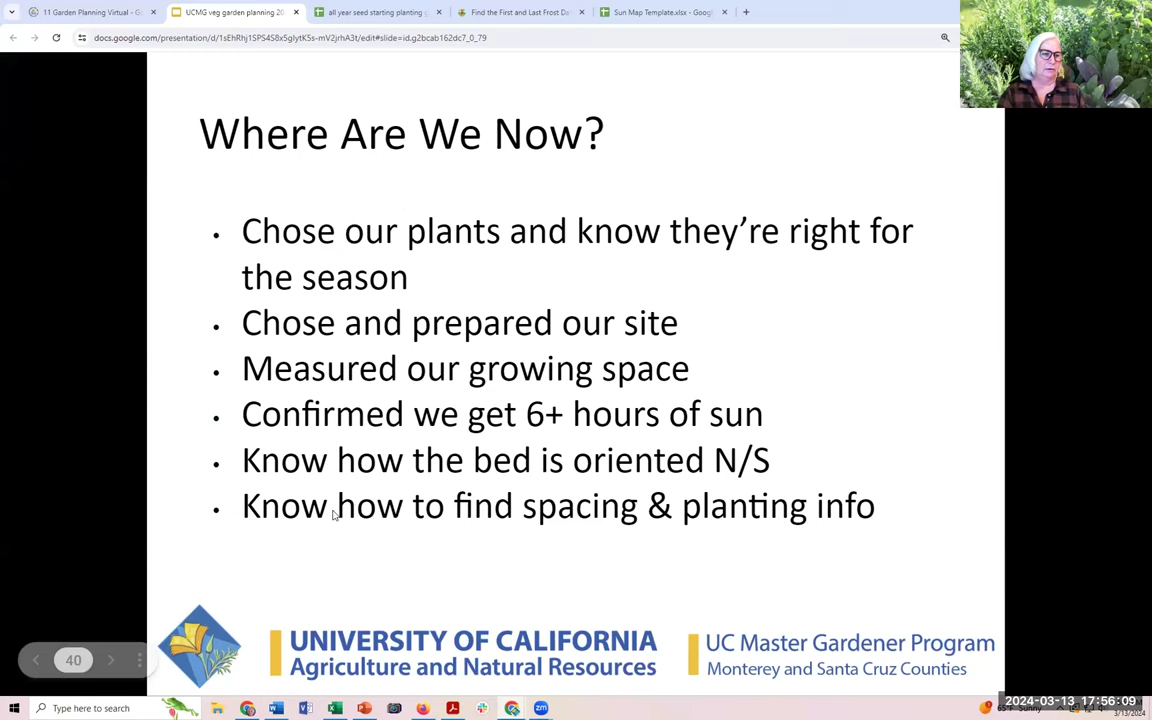 11 Garden Planning Virtual - G
UCMG veg garden planning 20
all year seed starting planting g
Find the First and Last Frost Da
Sun Map Template.xlsx - Googl
docs.google.com/presentation/d/1sEhRhj1SPS4S8x5glytK5s-mV2jrhA3t/edit#slide=id.g2bcab162dc7_0_79
Where Are We Now?
• Chose our plants and know they’re right for
the season
• Chose and prepared our site
• Measured our growing space
• Confirmed we get 6+ hours of sun
• Know how the bed is oriented N/S
• Know how to find spacing & planting info
40
UNIVERSITY OF CALIFORNIA
Agriculture and Natural Resources
UC Master Gardener Program
Monterey and Santa Cruz Counties
Type here to search
65° Sunny
2024-03-13 17:56:09
3/13/2024